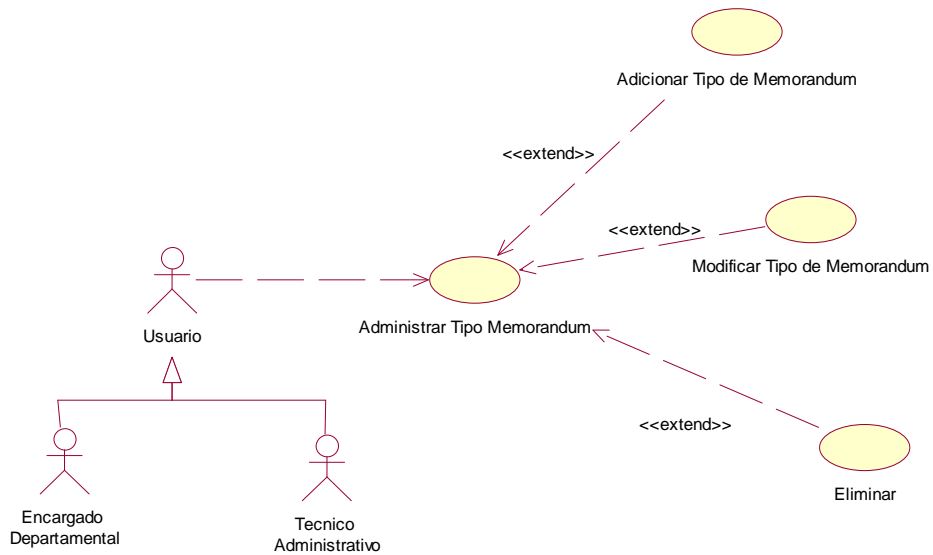 Adicionar Tipo de Memorandum
<<extend>>
<<extend>>
Modificar Tipo de Memorandum
Administrar Tipo Memorandum
Usuario
<<extend>>
Eliminar
Encargado
Departamental
Tecnico
Administrativo